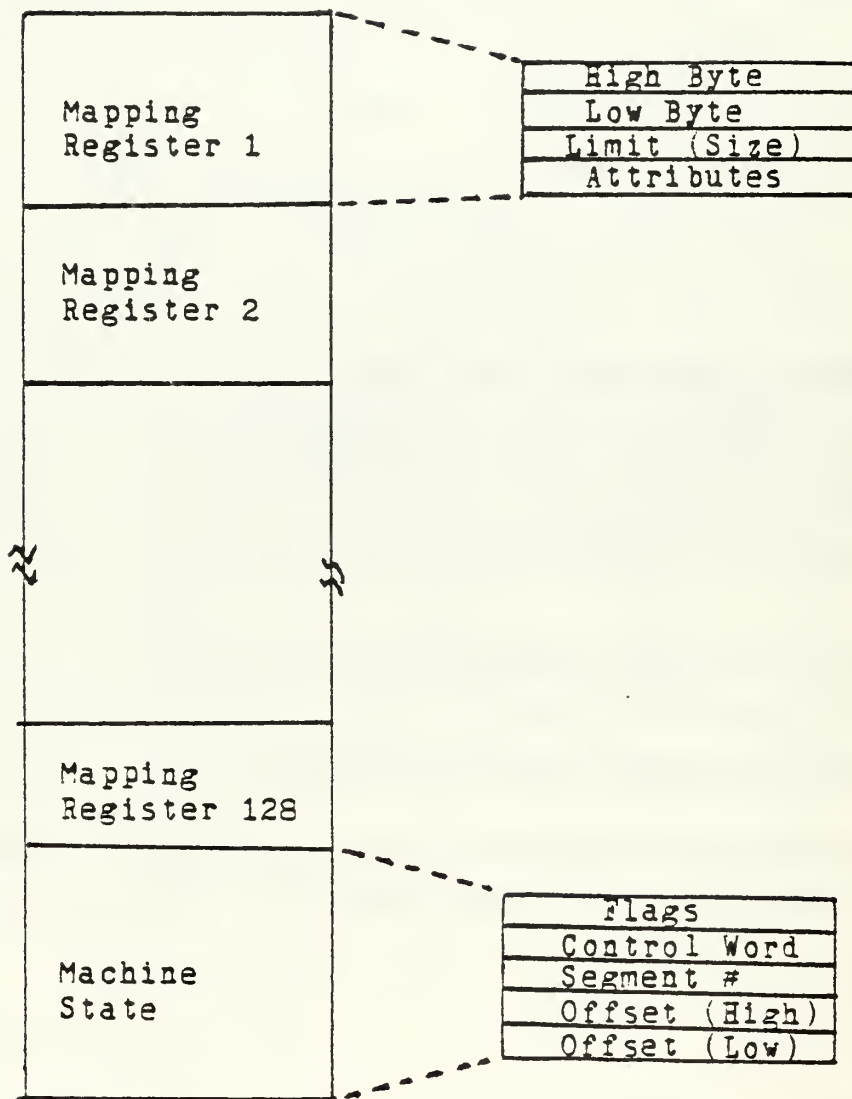 Mapping
Register 1
High Byte
Low Byte
Limit (Size)
Attributes
Mapping
Register 2
Mapping
Register 128
Machine
State
Flags
Control Word
Segment #
Offset (High)
Offset (Low)